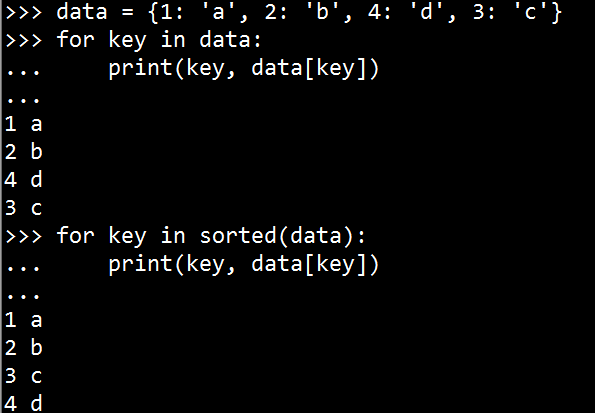 >>> data = {1: 'a', 2: 'b', 4: 'd', 3: 'c'}
>>> for key in data:
...     print(key, data[key])
...
1 a
2 b
4 d
3 c
>>> for key in sorted(data):
...     print(key, data[key])
...
1 a
2 b
3 c
4 d